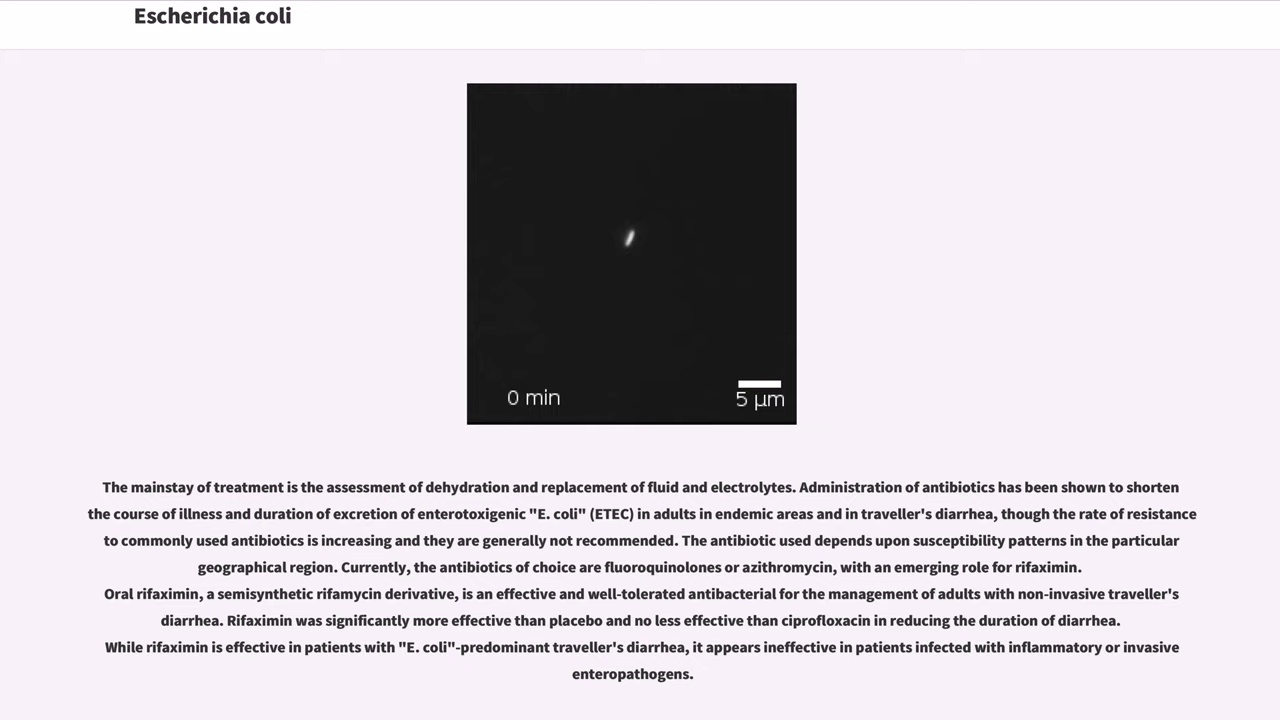 Escherichia coli
0 min
5 µm
The mainstay of treatment is the assessment of dehydration and replacement of fluid and electrolytes. Administration of antibiotics has been shown to shorten
the course of illness and duration of excretion of enterotoxigenic "E. coli" (ETEC) in adults in endemic areas and in traveller's diarrhea, though the rate of resistance
to commonly used antibiotics is increasing and they are generally not recommended. The antibiotic used depends upon susceptibility patterns in the particular
geographical region. Currently, the antibiotics of choice are fluoroquinolones or azithromycin, with an emerging role for rifaximin.
Oral rifaximin, a semisynthetic rifamycin derivative, is an effective and well-tolerated antibacterial for the management of adults with non-invasive traveller's
diarrhea. Rifaximin was significantly more effective than placebo and no less effective than ciprofloxacin in reducing the duration of diarrhea.
While rifaximin is effective in patients with "E. coli"-predominant traveller's diarrhea, it appears ineffective in patients infected with inflammatory or invasive
enteropathogens.